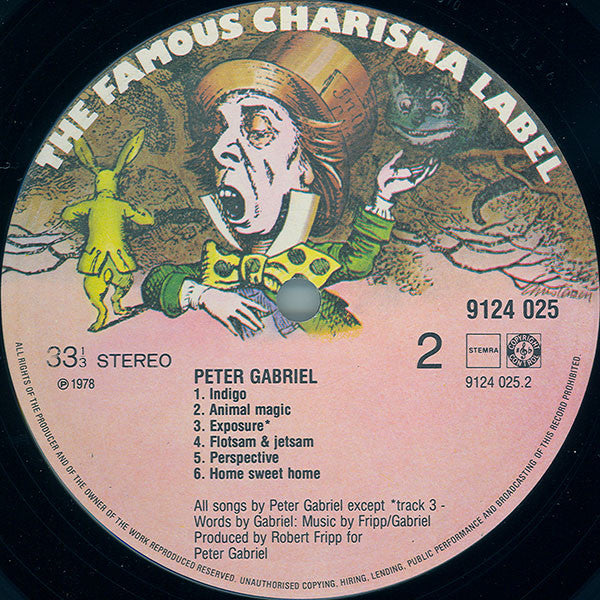 THE FAMOUS CHARISMA LABEL
9124 025
33⅓ STEREO
℗ 1978
2
STEMRA
COPYRIGHT CONTROL
9124 025.2
PETER GABRIEL
1. Indigo
2. Animal magic
3. Exposure*
4. Flotsam & jetsam
5. Perspective
6. Home sweet home
All songs by Peter Gabriel except *track 3 -
Words by Gabriel: Music by Fripp/Gabriel
Produced by Robert Fripp for
Peter Gabriel
ALL RIGHTS OF THE PRODUCER AND OF THE OWNER OF THE WORK REPRODUCED RESERVED. UNAUTHORISED COPYING, HIRING, LENDING, PUBLIC PERFORMANCE AND BROADCASTING OF THIS RECORD PROHIBITED.